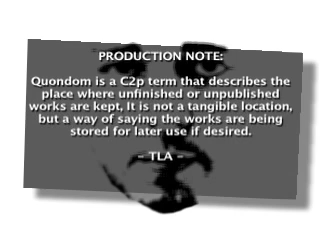 PRODUCTION NOTE:
Quondom is a C2p term that describes the
place where unfinished or unpublished
works are kept, It is not a tangible location,
but a way of saying the works are being
stored for later use if desired.
- TLA -